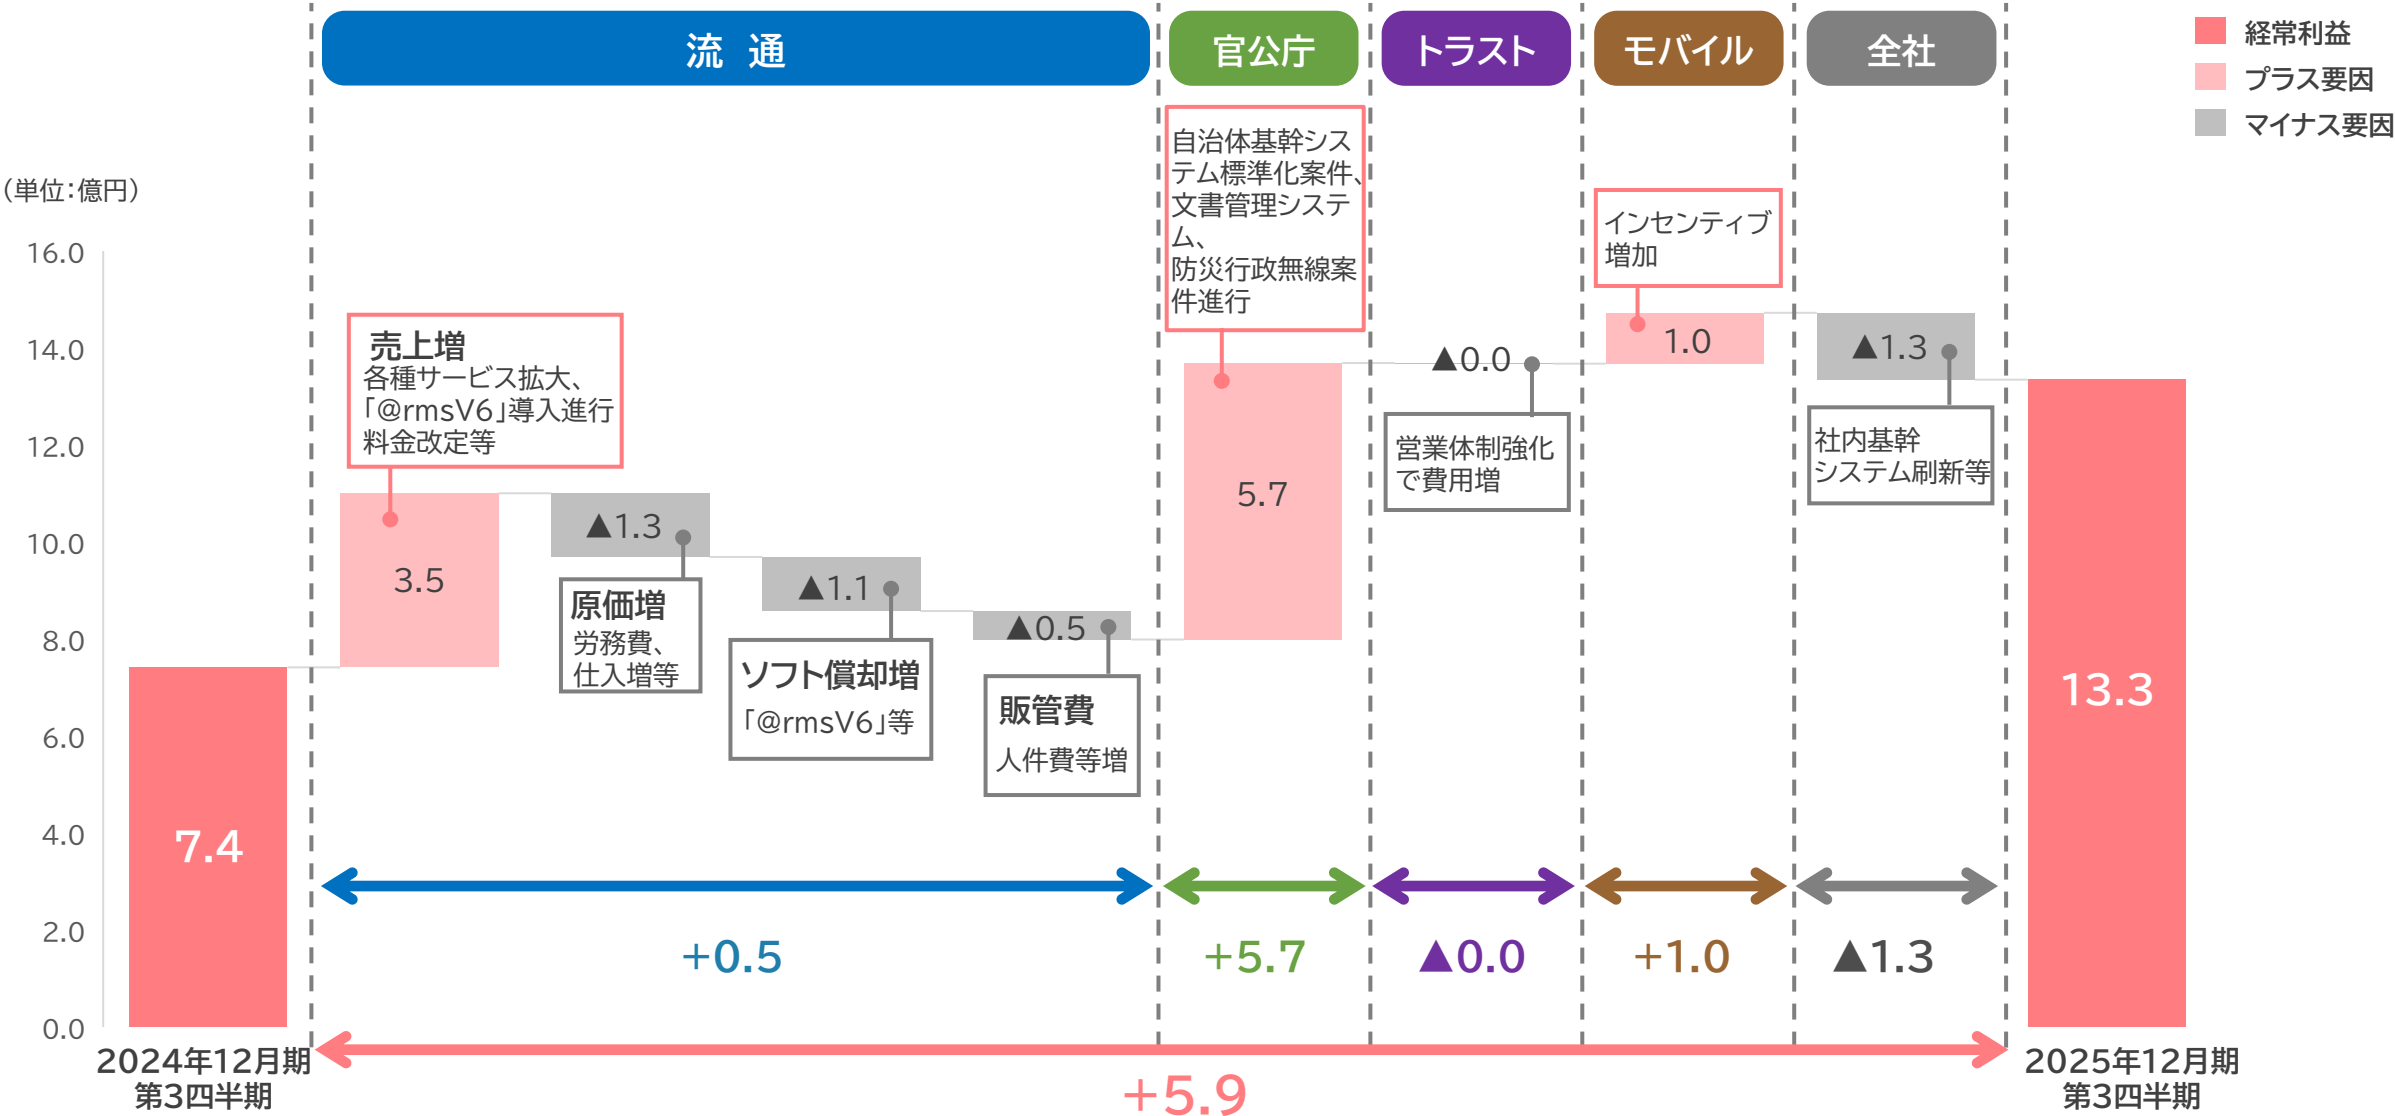 流 通
官公庁
トラスト
モバイル
全社
経常利益
プラス要因
マイナス要因
（単位：億円）
16.0
14.0
12.0
10.0
8.0
6.0
4.0
2.0
0.0
売上増
各種サービス拡大、
「@rmsV6」導入進行
料金改定等
3.5
▲1.3
原価増
労務費、
仕入増等
▲1.1
ソフト償却増
「@rmsV6」等
▲0.5
販管費
人件費等増
自治体基幹シス
テム標準化案件、
文書管理システ
ム、
防災行政無線案
件進行
5.7
▲0.0
営業体制強化
で費用増
インセンティブ
増加
1.0
▲1.3
社内基幹
システム刷新等
7.4
13.3
+0.5
+5.7
▲0.0
+1.0
▲1.3
2024年12月期
第3四半期
+5.9
2025年12月期
第3四半期